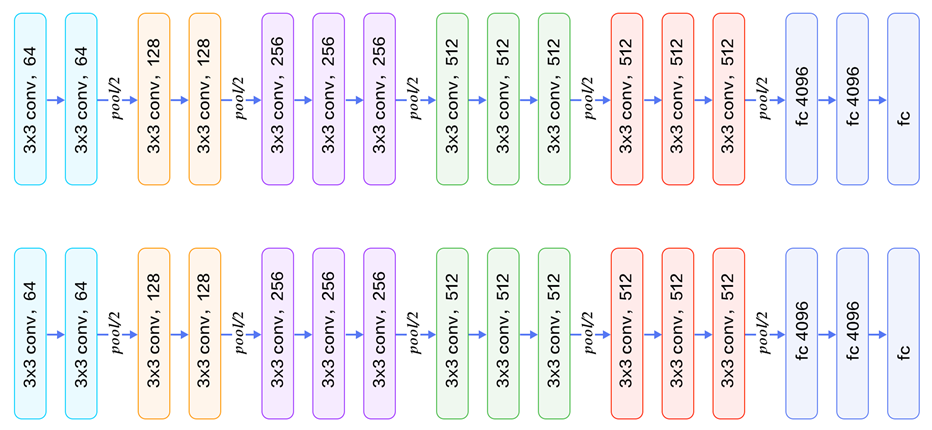 3x3 conv, 64
3x3 conv, 64
pool/2
3x3 conv, 128
3x3 conv, 128
pool/2
3x3 conv, 256
3x3 conv, 256
3x3 conv, 256
pool/2
3x3 conv, 512
3x3 conv, 512
3x3 conv, 512
pool/2
3x3 conv, 512
3x3 conv, 512
3x3 conv, 512
pool/2
fc 4096
fc 4096
fc
3x3 conv, 64
3x3 conv, 64
pool/2
3x3 conv, 128
3x3 conv, 128
pool/2
3x3 conv, 256
3x3 conv, 256
3x3 conv, 256
pool/2
3x3 conv, 512
3x3 conv, 512
3x3 conv, 512
pool/2
3x3 conv, 512
3x3 conv, 512
3x3 conv, 512
pool/2
fc 4096
fc 4096
fc